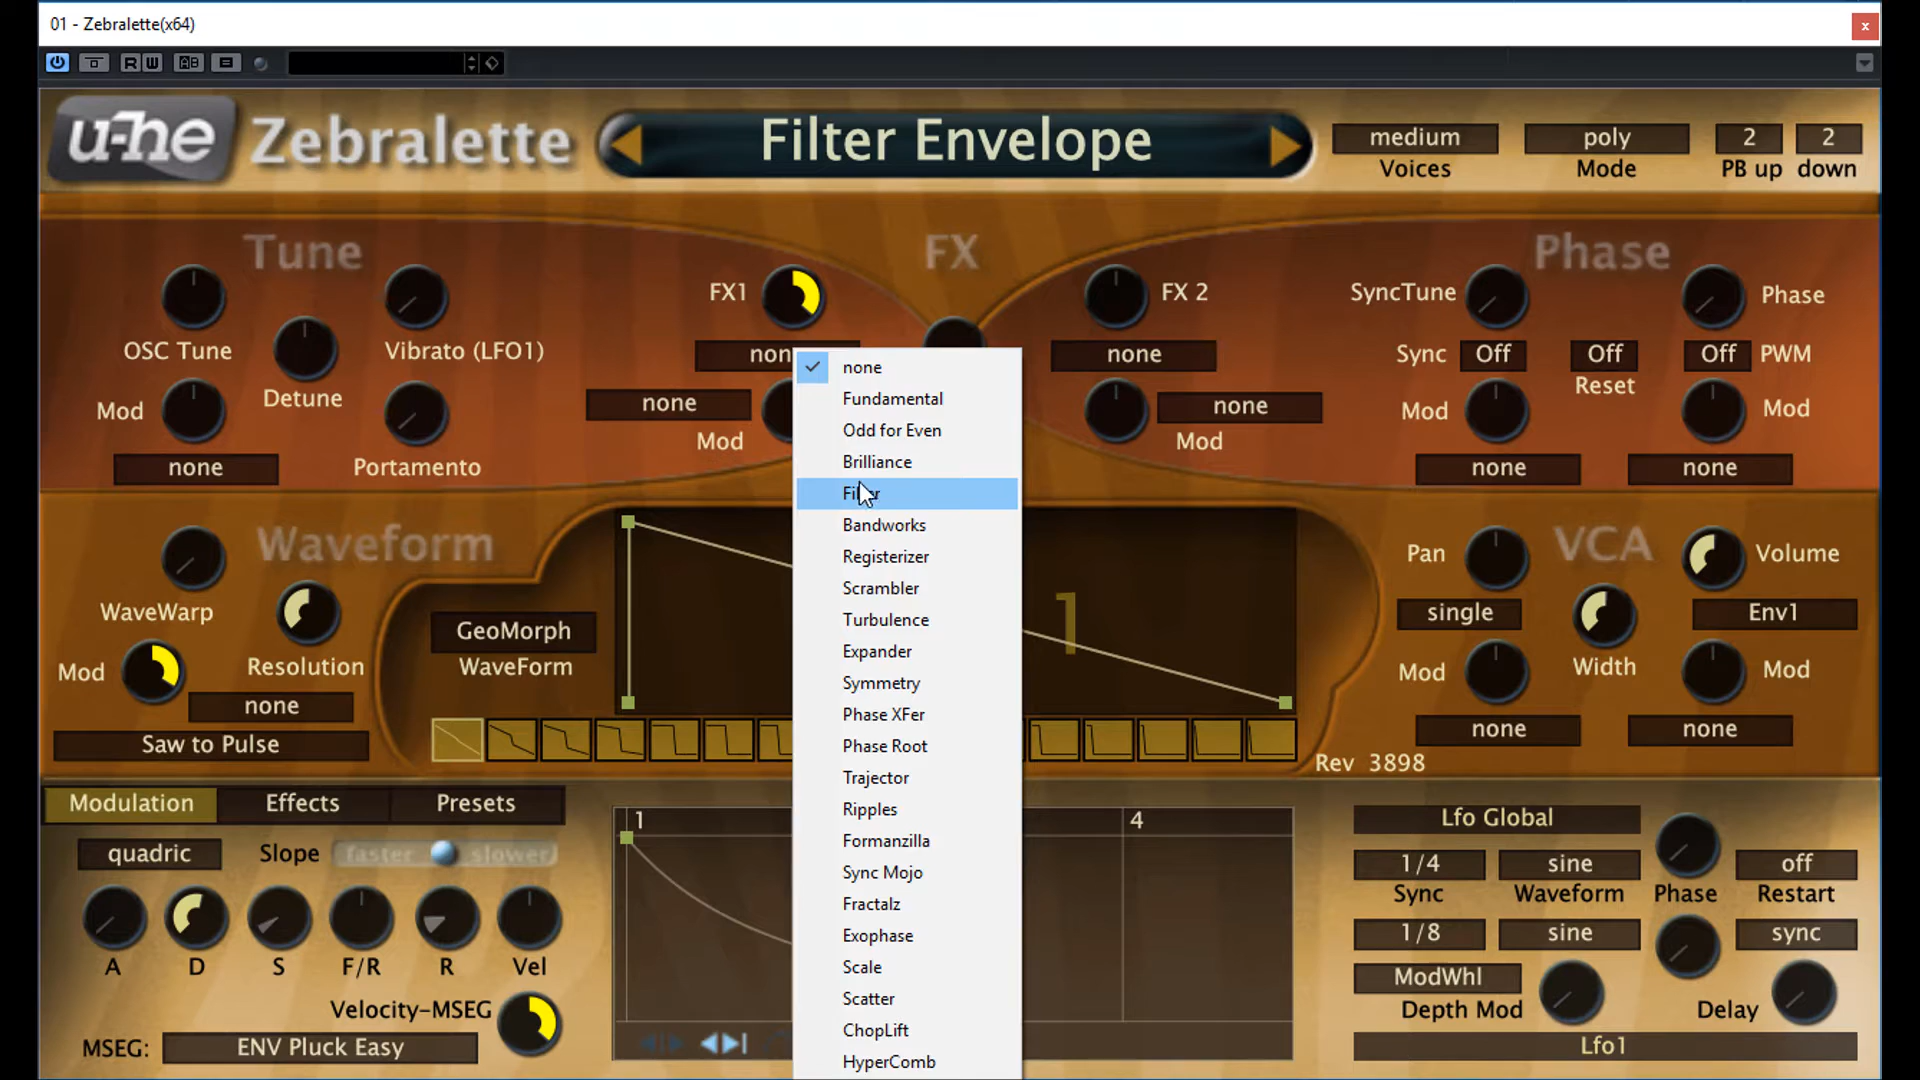 01 - Zebralette(x64)
R W AB
u-he Zebralette
Filter Envelope
medium poly 2 2
Voices Mode PB up down
Tune FX Phase
FX1 FX 2 SyncTune Phase
OSC Tune Vibrato (LFO1)
Sync Off Off Off PWM
none
Reset
Detune
Mod
none none
Mod Mod
Mod Mod
none Portamento none none
none
Fundamental
Odd for Even
Brilliance
Filter
Bandworks
Registerizer
Scrambler
Turbulence
Expander
Symmetry
Phase XFer
Phase Root
Trajector
Ripples
Formanzilla
Sync Mojo
Fractalz
Exophase
Scale
Scatter
ChopLift
HyperComb
Waveform
WaveWarp
Mod Resolution
none
Saw to Pulse
GeoMorph
WaveForm
1
VCA
Pan Volume
single Env1
Width
Mod Mod
none none
Rev 3898
Modulation Effects Presets
quadric Slope faster slower
A D S F/R R Vel
Velocity-MSEG
MSEG: ENV Pluck Easy
1 4
Lfo Global
1/4 sine off
Sync Waveform Phase Restart
1/8 sine sync
ModWhl
Depth Mod Delay
Lfo1